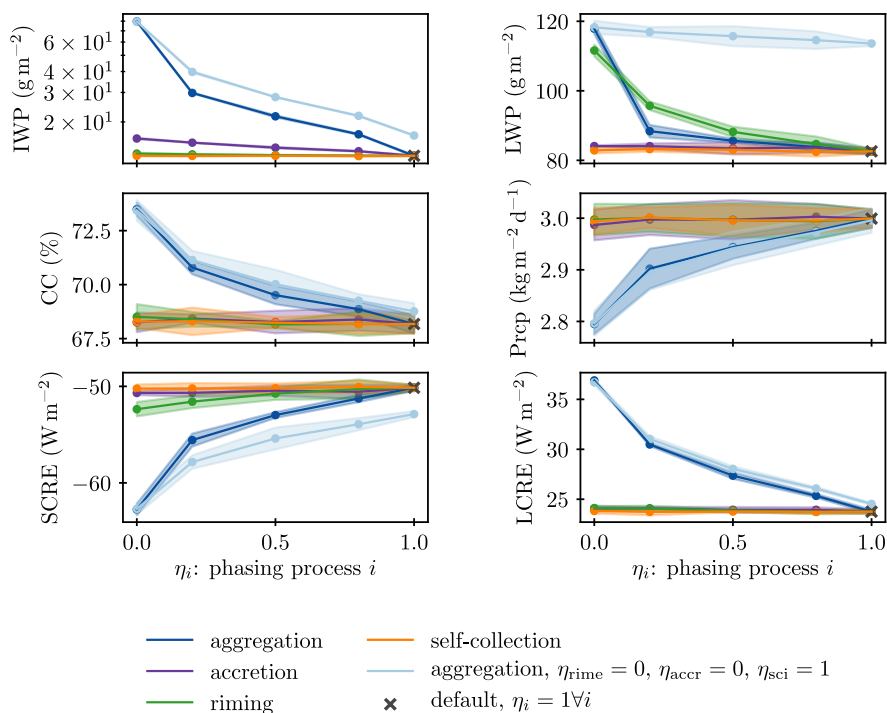 IWP (g m⁻²)
6 × 10¹
4 × 10¹
3 × 10¹
2 × 10¹
LWP (g m⁻²)
120
100
80
CC (%)
72.5
70.0
67.5
Prcp (kg m⁻² d⁻¹)
3.0
2.9
2.8
SCRE (W m⁻²)
−50
−60
0.0 0.5 1.0
ηᵢ: phasing process i
LCRE (W m⁻²)
35
30
25
0.0 0.5 1.0
ηᵢ: phasing process i
aggregation
accretion
riming
self-collection
aggregation, η_rime = 0, η_accr = 0, η_sci = 1
default, ηᵢ = 1∀i